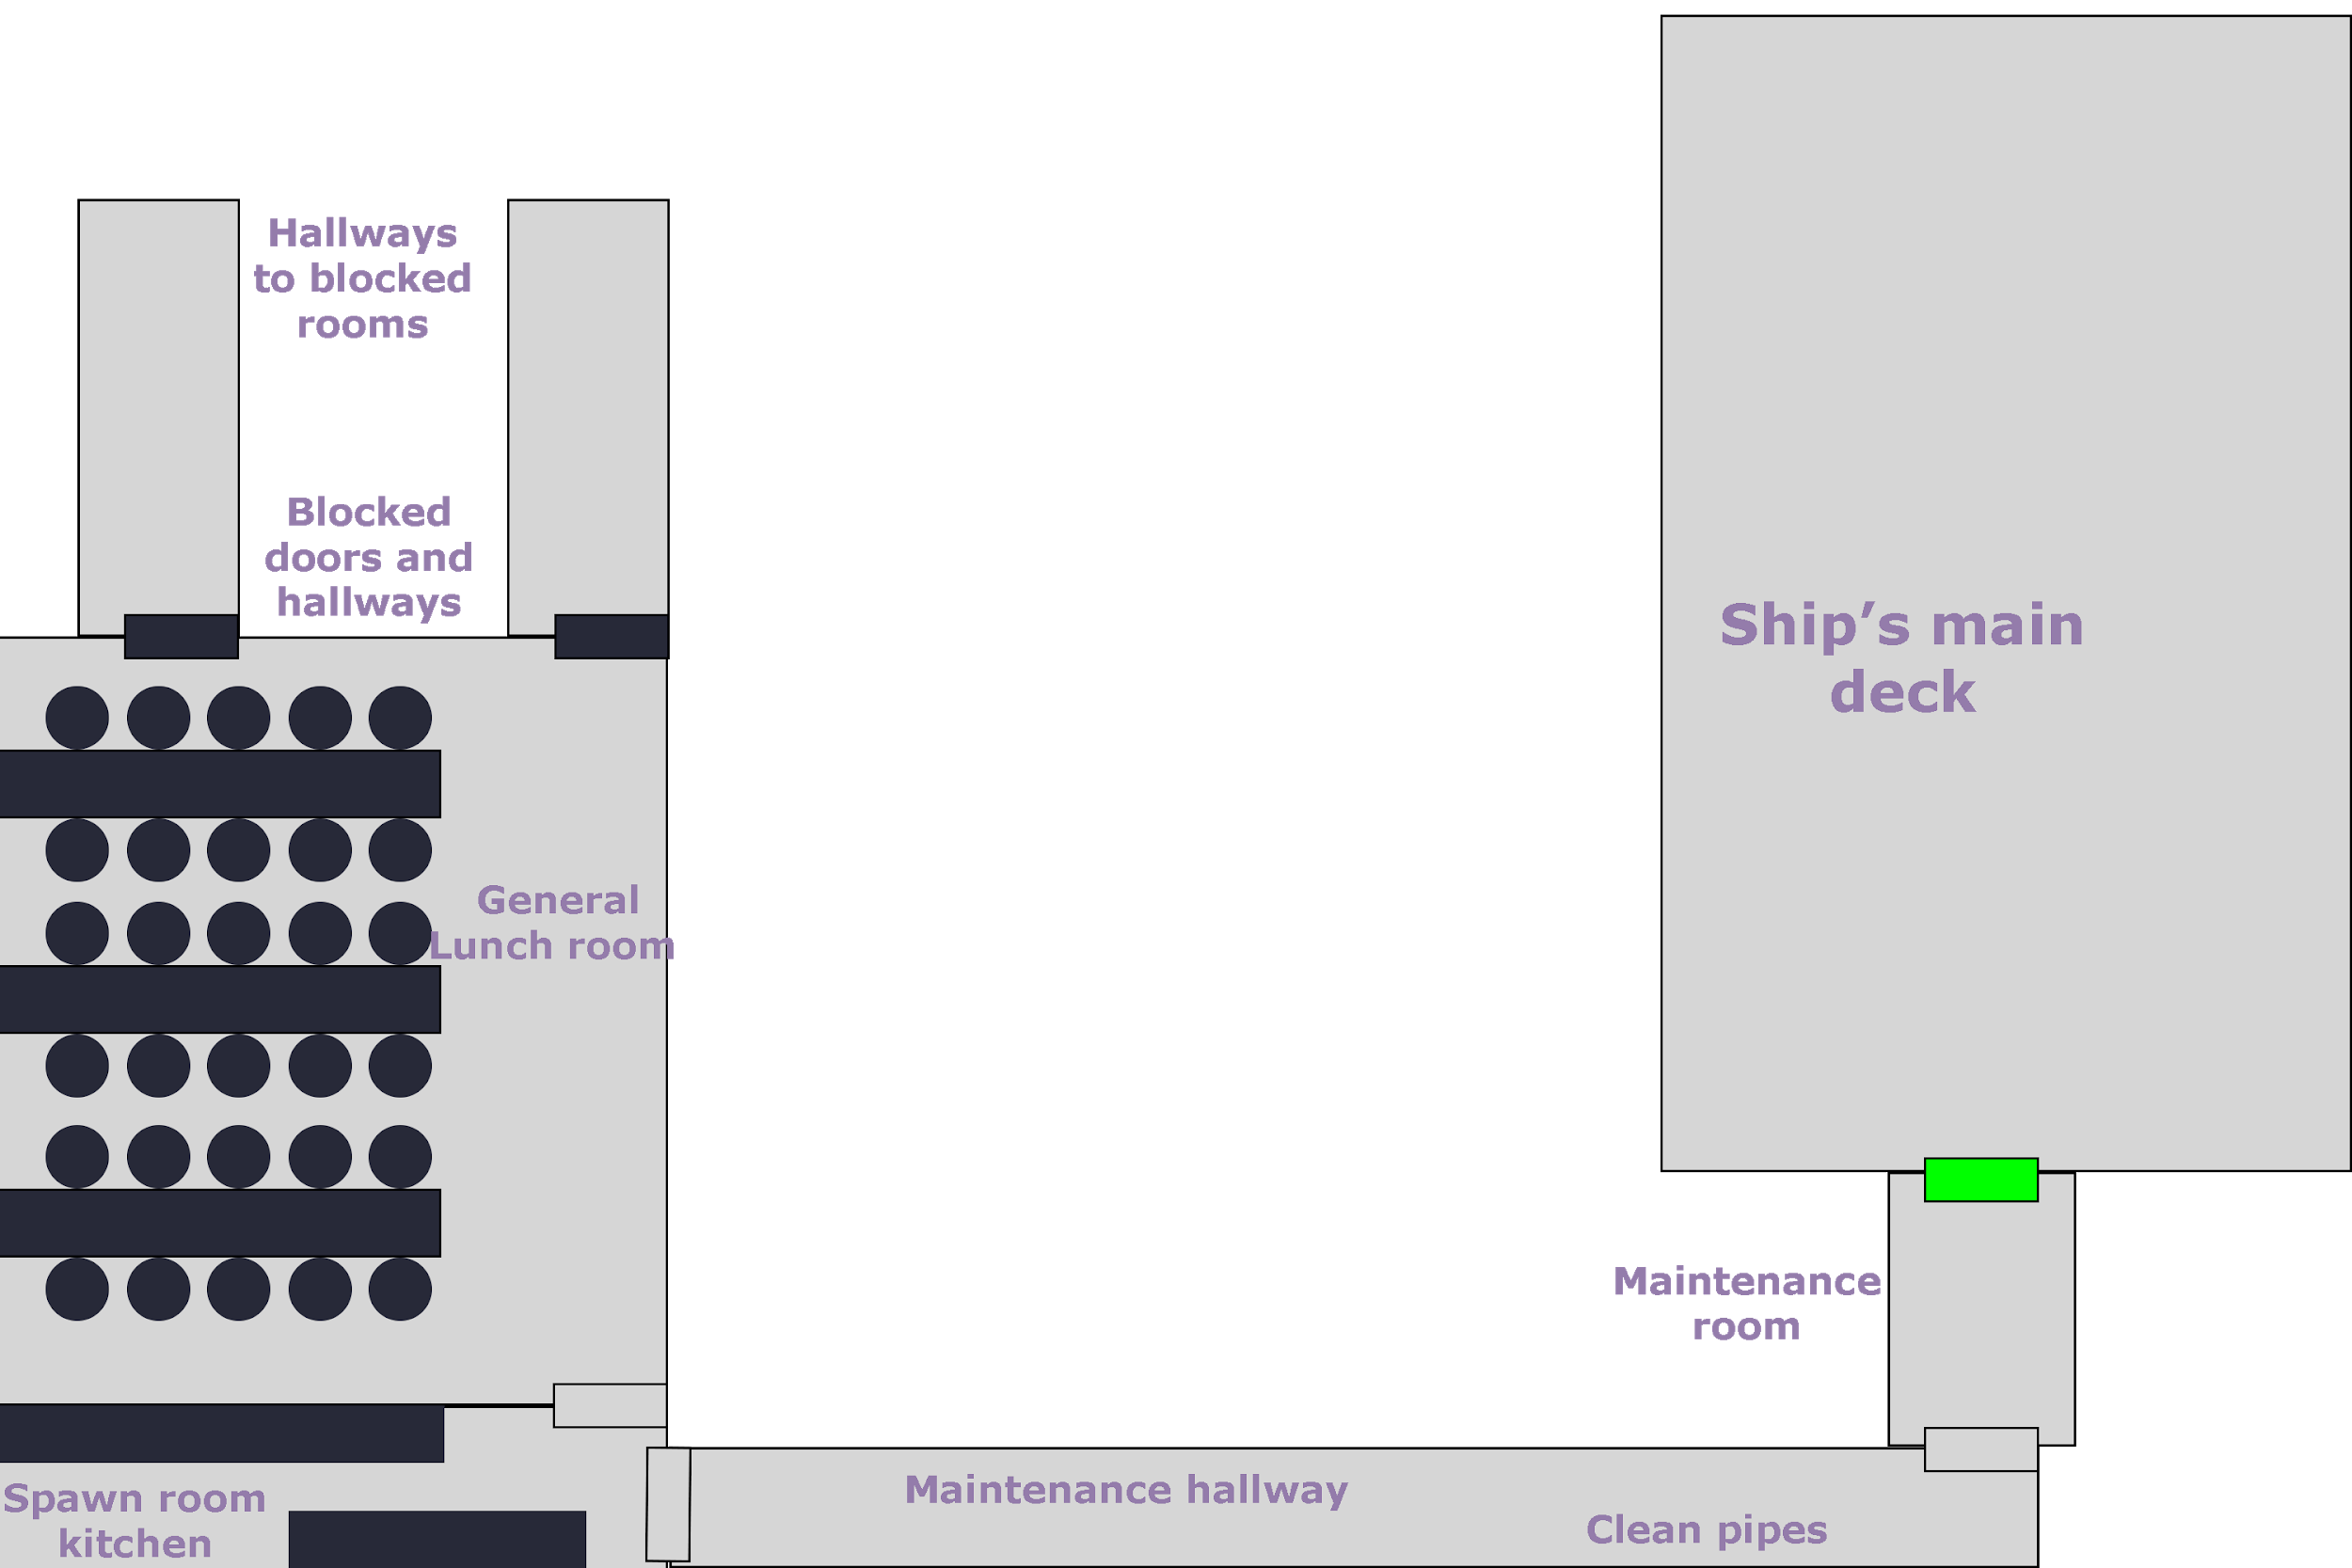 Hallways
to blocked
rooms
Blocked
doors and
hallways
Ship’s main
deck
General
Lunch room
Maintenance
room
Maintenance hallway
Clean pipes
Spawn room
kitchen